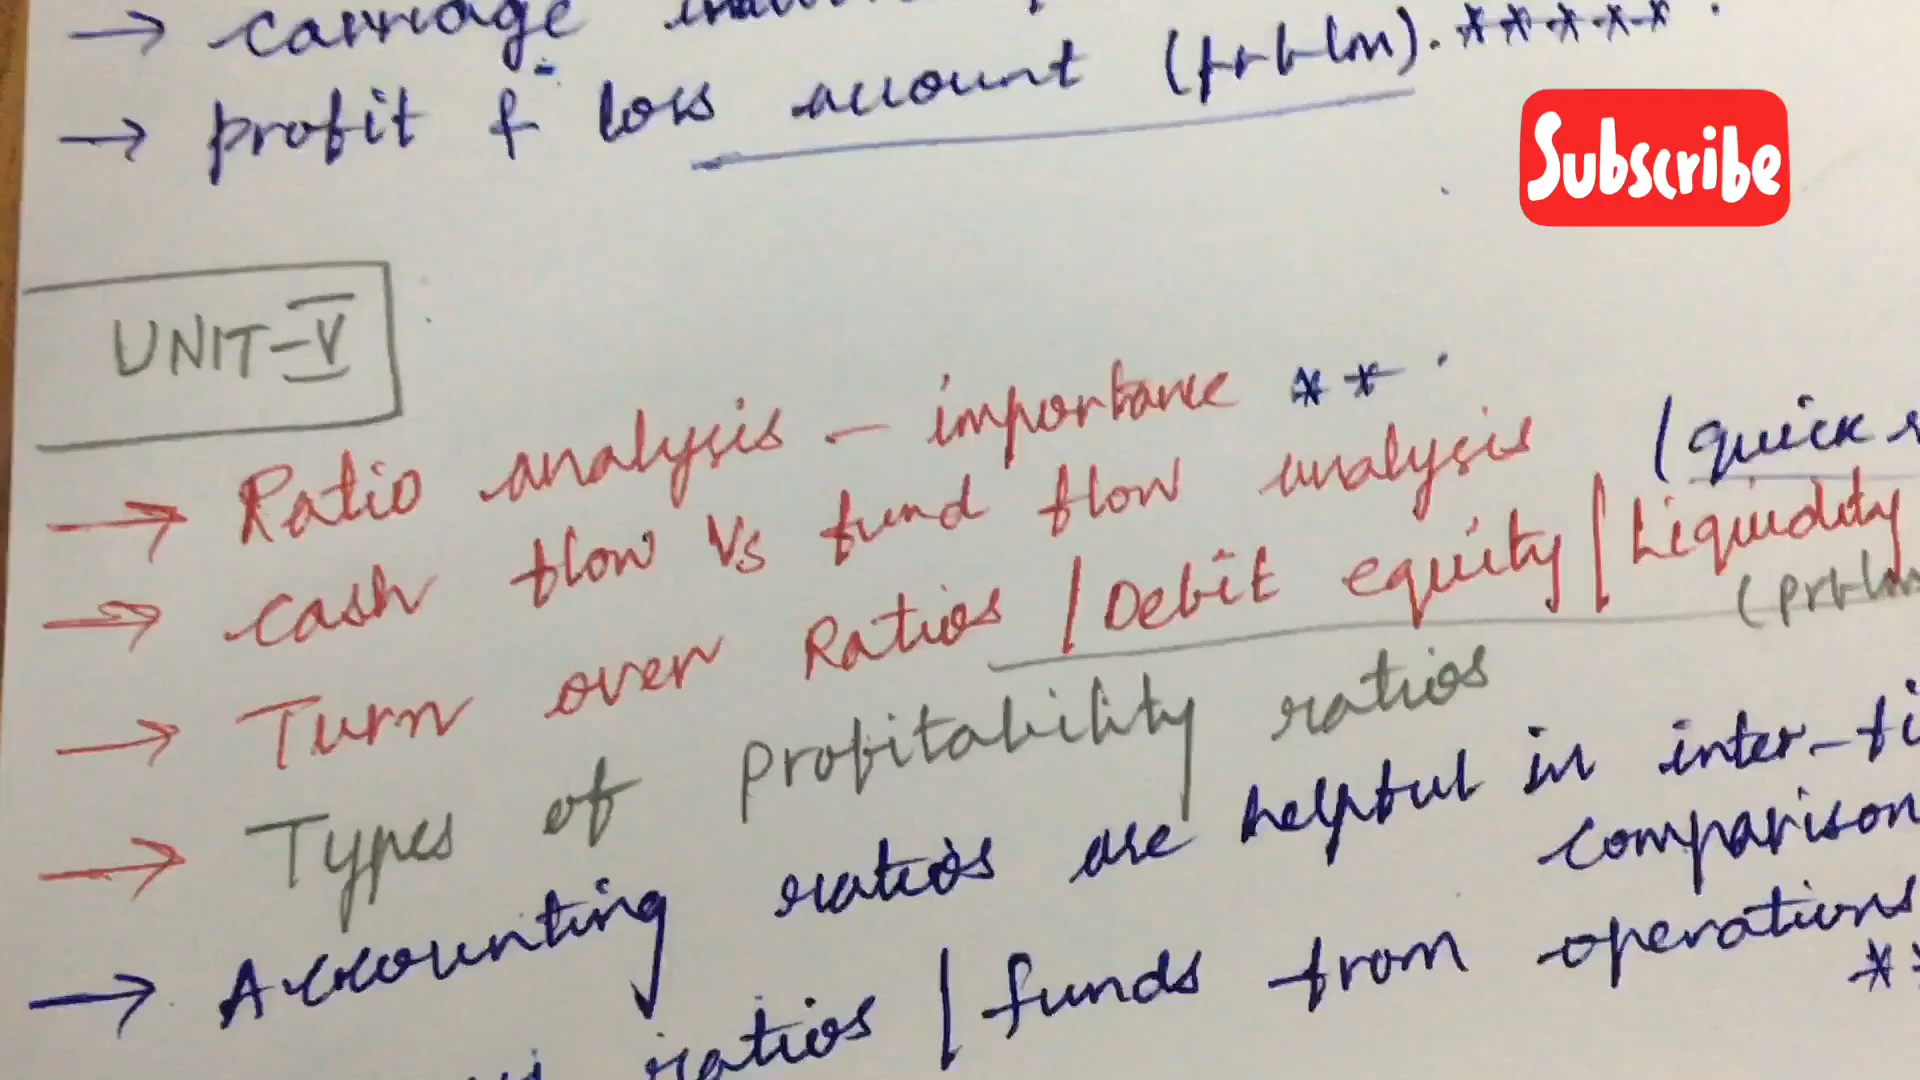 → carriage
→ profit & loss account (prblm). *****
Subscribe
UNIT-V
→ Ratio analysis - importance **
→ cash flow Vs fund flow analysis (quick
→ Turn over Ratios / Debit equity / Liquidity
(prblm
→ Types of profitability ratios
→ Accounting ratios are helpful in inter-fi
comparison
ratios / funds from operations
**